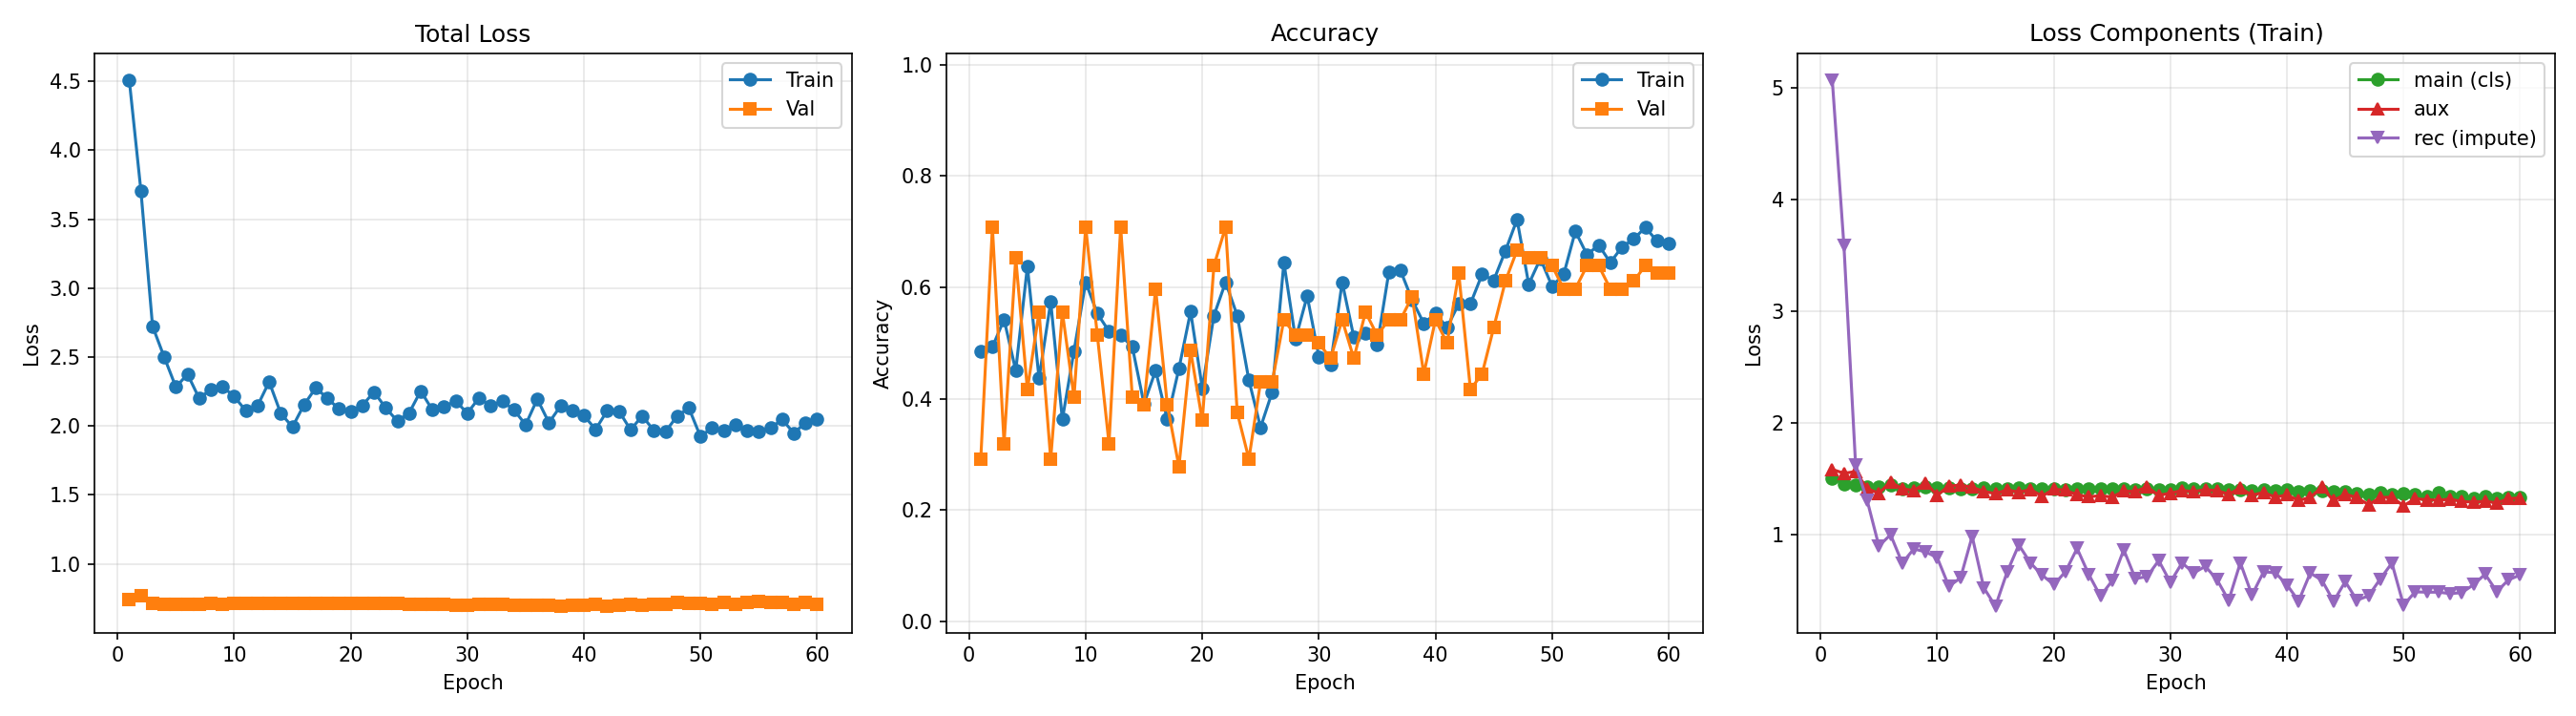 Total Loss
Train
Val
4.5
4.0
3.5
3.0
2.5
2.0
1.5
1.0
Loss
0 10 20 30 40 50 60
Epoch
Accuracy
Train
Val
1.0
0.8
0.6
0.4
0.2
0.0
Accuracy
0 10 20 30 40 50 60
Epoch
Loss Components (Train)
main (cls)
aux
rec (impute)
5
4
3
2
1
Loss
0 10 20 30 40 50 60
Epoch